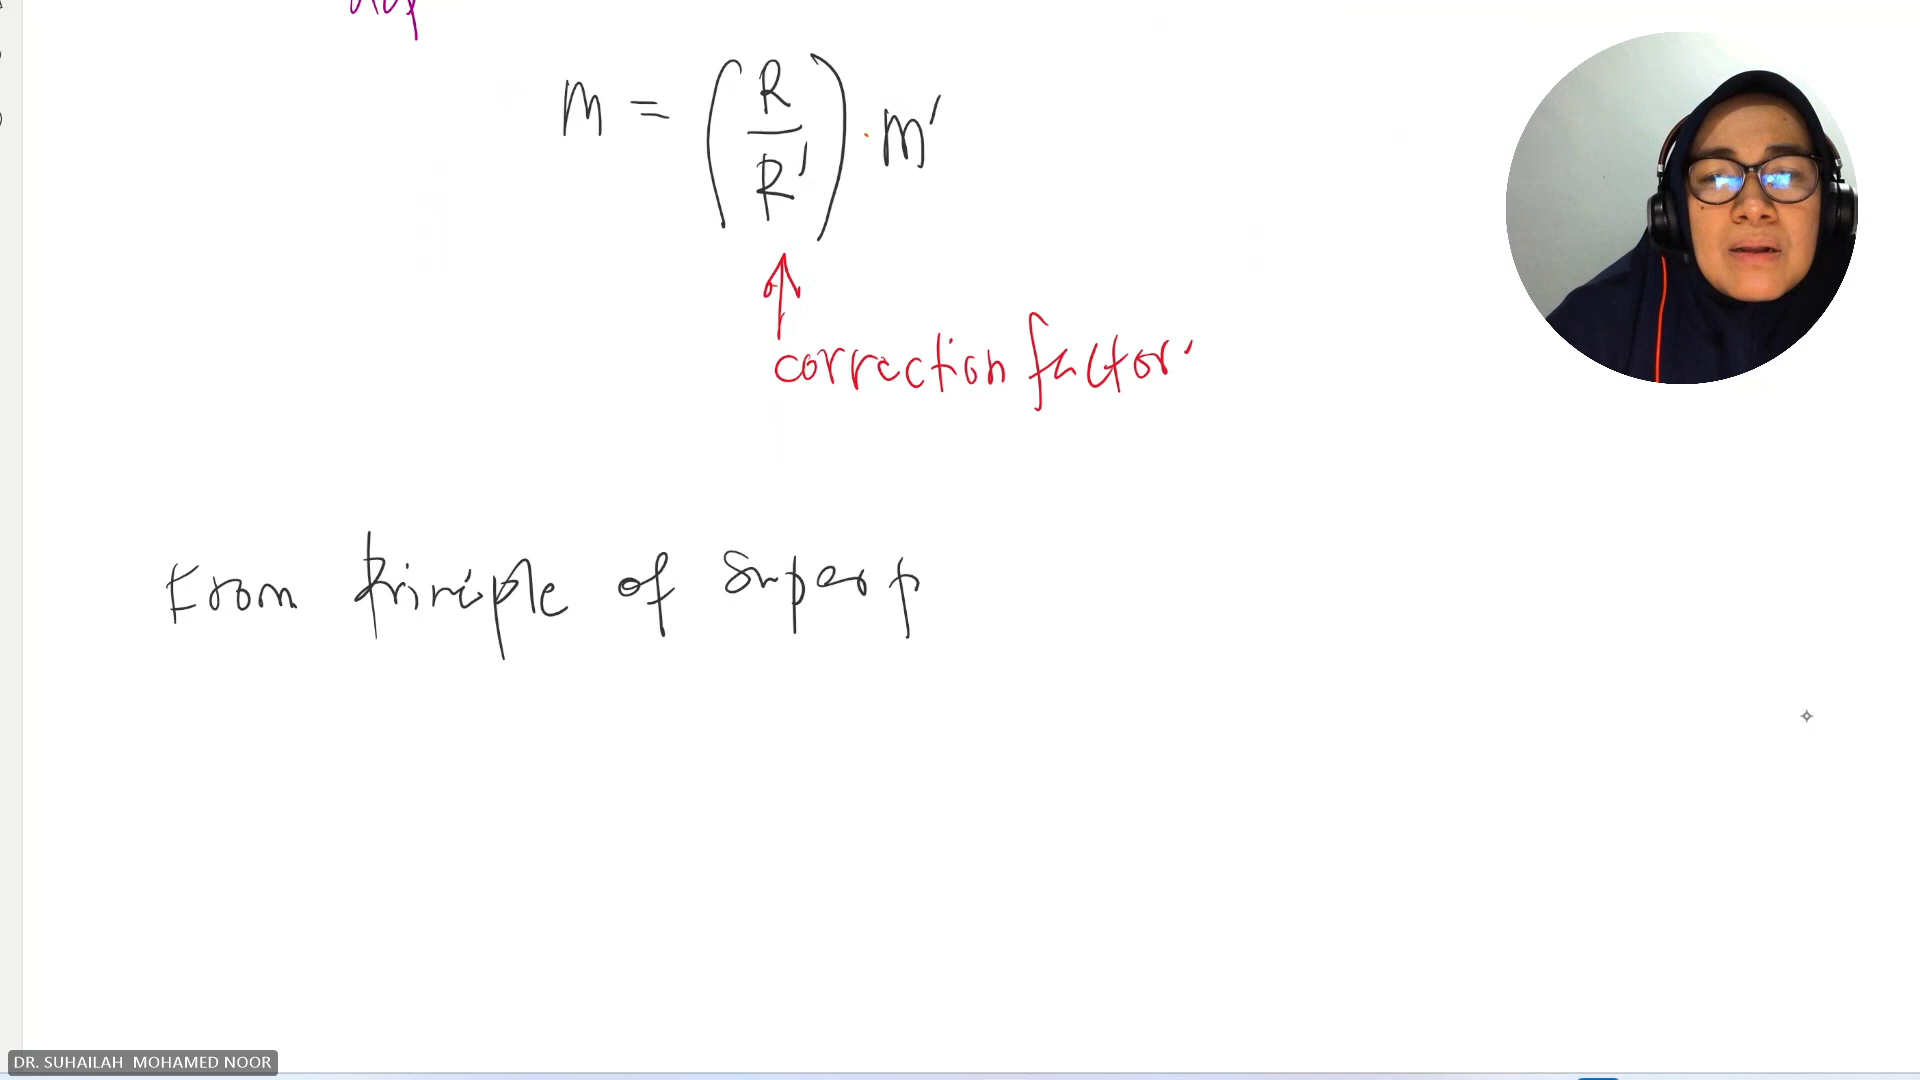 M = (R/R') · M'
correction factor
From Principle of Superp
DR. SUHAILAH MOHAMED NOOR